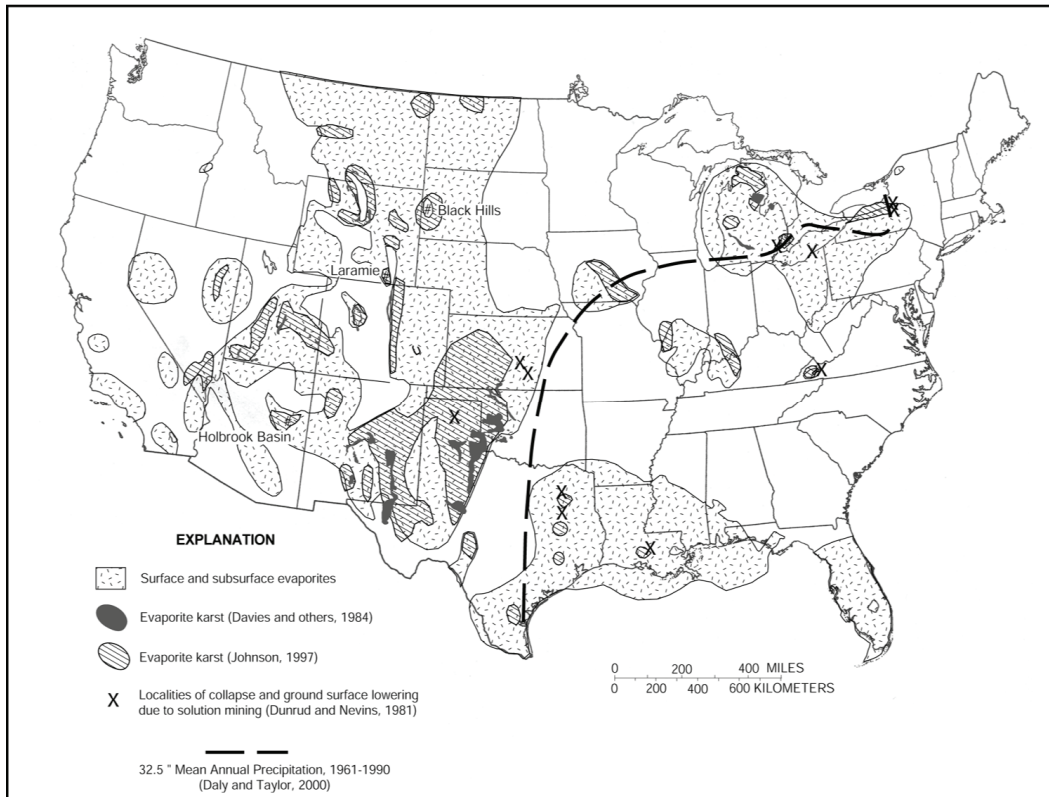 Black Hills
Laramie
Holbrook Basin
EXPLANATION
Surface and subsurface evaporites
Evaporite karst (Davies and others, 1984)
Evaporite karst (Johnson, 1997)
X Localities of collapse and ground surface lowering
due to solution mining (Dunrud and Nevins, 1981)
32.5 " Mean Annual Precipitation, 1961-1990
(Daly and Taylor, 2000)
0 200 400 MILES
0 200 400 600 KILOMETERS